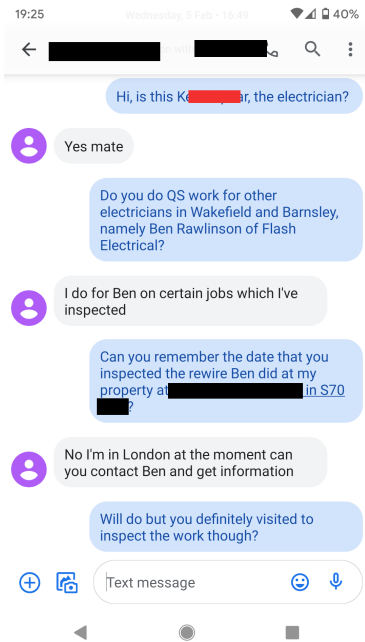 19:25
Wednesday, 5 Feb • 16:49
40%
Hi, is this Ke ar, the electrician?
Yes mate
Do you do QS work for other
electricians in Wakefield and Barnsley,
namely Ben Rawlinson of Flash
Electrical?
I do for Ben on certain jobs which I've
inspected
Can you remember the date that you
inspected the rewire Ben did at my
property at in S70
?
No I'm in London at the moment can
you contact Ben and get information
Will do but you definitely visited to
inspect the work though?
Text message